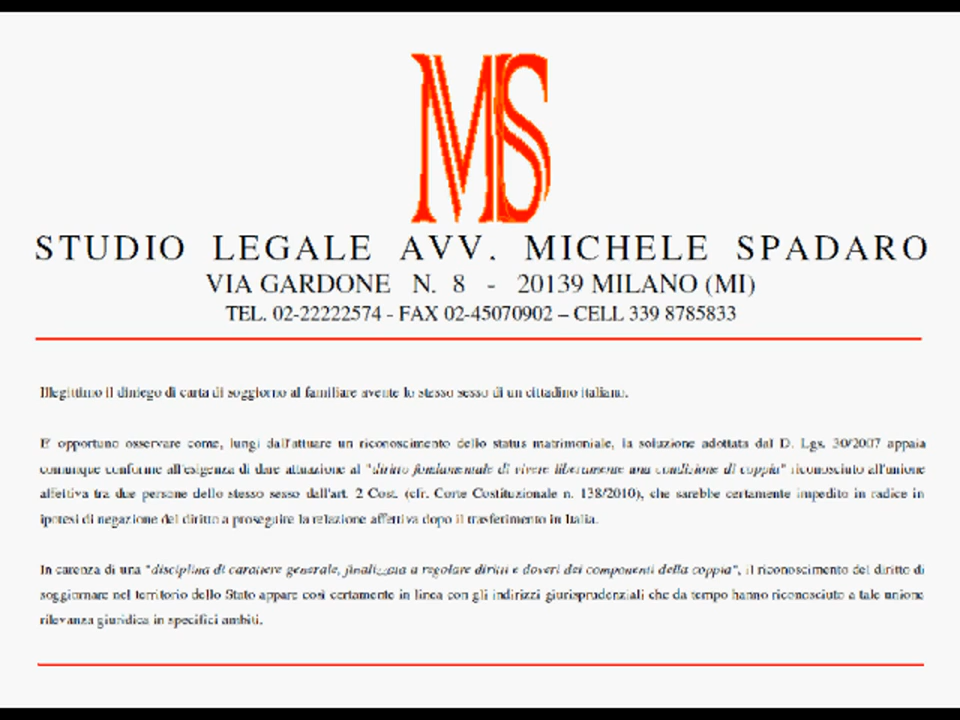 MS
STUDIO LEGALE AVV. MICHELE SPADARO
VIA GARDONE N. 8 - 20139 MILANO (MI)
TEL. 02-22222574 - FAX 02-45070902 – CELL 339 8785833
Illegittimo il diniego di carta di soggiorno al familiare avente lo stesso sesso di un cittadino italiano.
E' opportuno osservare come, lungi dall'attuare un riconoscimento dello status matrimoniale, la soluzione adottata dal D. Lgs. 30/2007 appaia
comunque conforme all'esigenza di dare attuazione al "diritto fondamentale di vivere liberamente una condizione di coppia" riconosciuto all'unione
affettiva tra due persone dello stesso sesso dall'art. 2 Cost. (cfr. Corte Costituzionale n. 138/2010), che sarebbe certamente impedito in radice in
ipotesi di negazione del diritto a proseguire la relazione affettiva dopo il trasferimento in Italia.
In carenza di una "disciplina di carattere generale, finalizzata a regolare diritti e doveri dei componenti della coppia", il riconoscimento del diritto di
soggiornare nel territorio dello Stato appare così certamente in linea con gli indirizzi giurisprudenziali che da tempo hanno riconosciuto a tale unione
rilevanza giuridica in specifici ambiti.